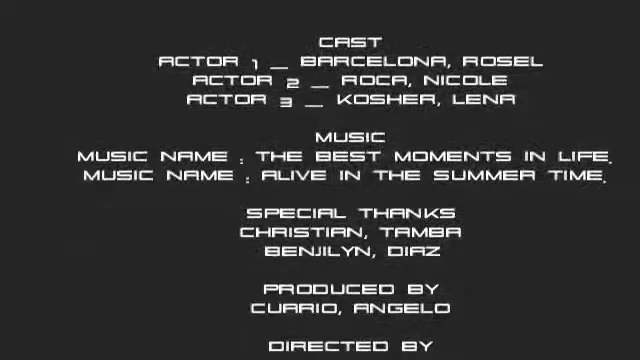 CAST
ACTOR 1 _ BARCELONA, ROSEL
ACTOR 2 _ ROCA, NICOLE
ACTOR 3 _ KOSHER, LENA
MUSIC
MUSIC NAME : THE BEST MOMENTS IN LIFE.
MUSIC NAME : ALIVE IN THE SUMMER TIME.
SPECIAL THANKS
CHRISTIAN, TAMBA
BENJILYN, DIAZ
PRODUCED BY
CUARIO, ANGELO
DIRECTED BY